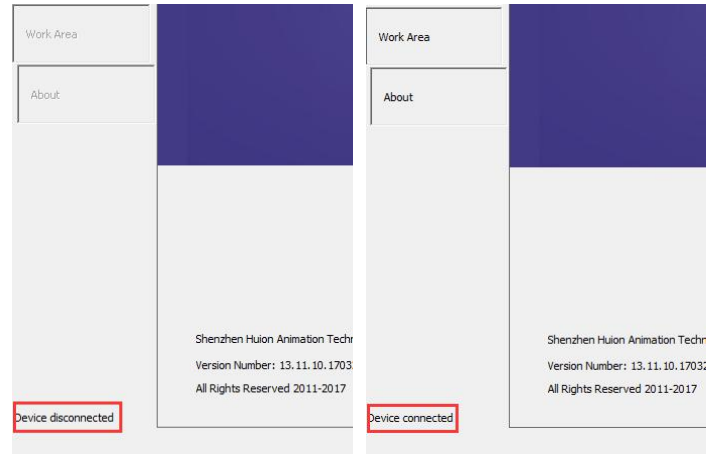 Work Area
About
Shenzhen Huion Animation Techn
Version Number: 13.11.10.1703
All Rights Reserved 2011-2017
Device disconnected
Work Area
About
Shenzhen Huion Animation Techn
Version Number: 13.11.10.17032
All Rights Reserved 2011-2017
Device connected